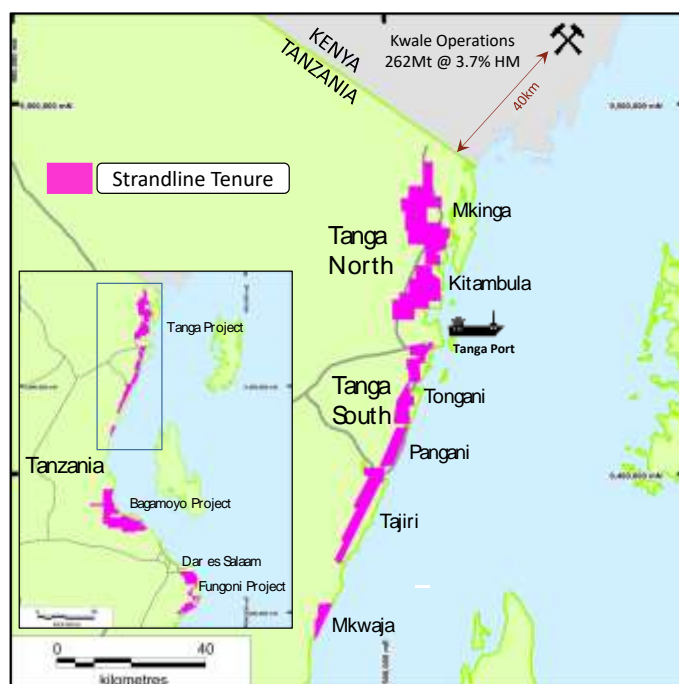 KENYA
TANZANIA
Kwale Operations
262Mt @ 3.7% HM
40km
Strandline Tenure
Mkinga
Tanga
North
Kitambula
Tanga Port
Tanga
South
Tongani
Pangani
Tajiri
Mkwaja
Tanga Project
Tanzania
Bagamoyo Project
Dar es Salaam
Fungoni Project
0
40
kilometres